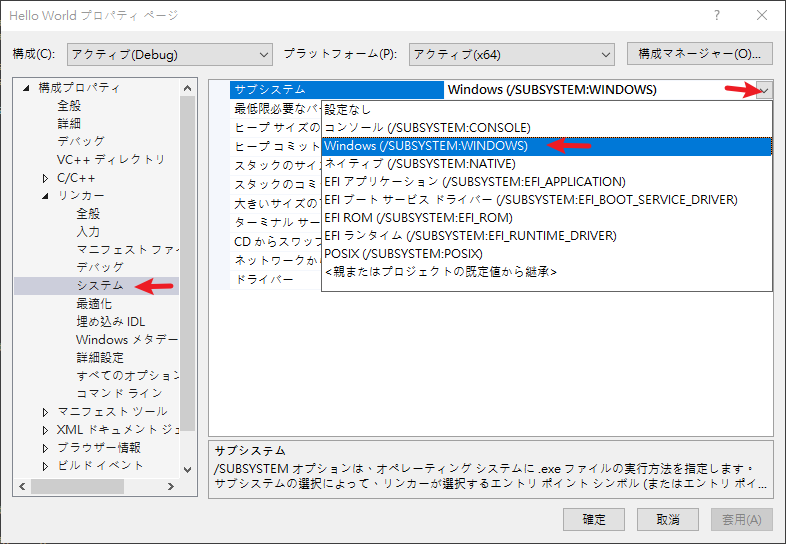 Hello World プロパティ ページ
構成(C):
アクティブ(Debug)
プラットフォーム(P):
アクティブ(x64)
構成マネージャー(O)...
構成プロパティ
全般
詳細
デバッグ
VC++ ディレクトリ
C/C++
リンカー
全般
入力
マニフェスト ファイ
デバッグ
システム
最適化
埋め込み IDL
Windows メタデー
詳細設定
すべてのオプション
コマンド ライン
マニフェスト ツール
XML ドキュメント ジェ
ブラウザー情報
ビルド イベント
サブシステム
Windows (/SUBSYSTEM:WINDOWS)
最低限必要なバ
ヒープ サイズの
ヒープ コミット
スタックのサイズ
スタックのコミ
大きいサイズの
ターミナル サー
CD からスワップ
ネットワークか
ドライバー
設定なし
コンソール (/SUBSYSTEM:CONSOLE)
Windows (/SUBSYSTEM:WINDOWS)
ネイティブ (/SUBSYSTEM:NATIVE)
EFI アプリケーション (/SUBSYSTEM:EFI_APPLICATION)
EFI ブート サービス ドライバー (/SUBSYSTEM:EFI_BOOT_SERVICE_DRIVER)
EFI ROM (/SUBSYSTEM:EFI_ROM)
EFI ランタイム (/SUBSYSTEM:EFI_RUNTIME_DRIVER)
POSIX (/SUBSYSTEM:POSIX)
<親またはプロジェクトの既定値から継承>
サブシステム
/SUBSYSTEM オプションは、オペレーティング システムに .exe ファイルの実行方法を指定します。
サブシステムの選択によって、リンカーが選択するエントリ ポイント シンボル (またはエントリ ポイ...
確定
取消
套用(A)